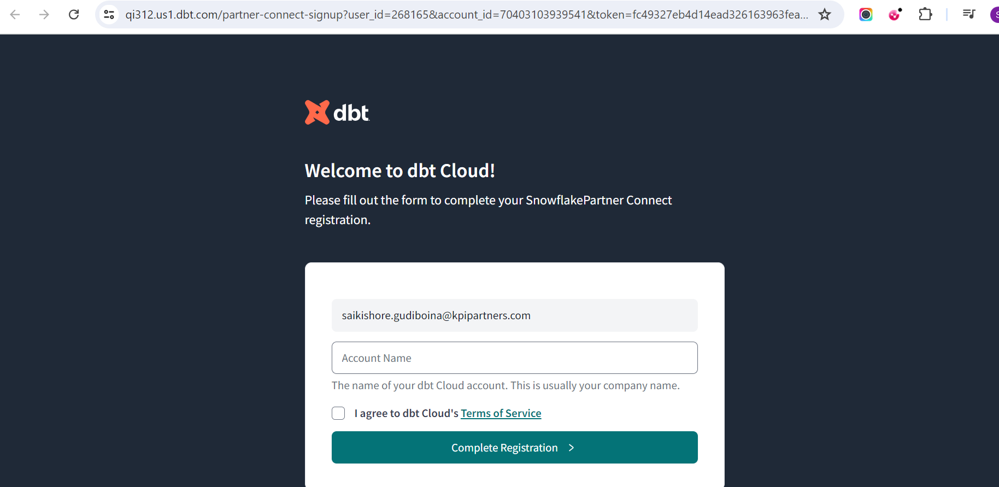 qi312.us1.dbt.com/partner-connect-signup?user_id=268165&account_id=70403103939541&token=fc49327eb4d14ead326163963fea...
S
dbt
Welcome to dbt Cloud!
Please fill out the form to complete your SnowflakePartner Connect
registration.
saikishore.gudiboina@kpipartners.com
Account Name
The name of your dbt Cloud account. This is usually your company name.
I agree to dbt Cloud's Terms of Service
Complete Registration